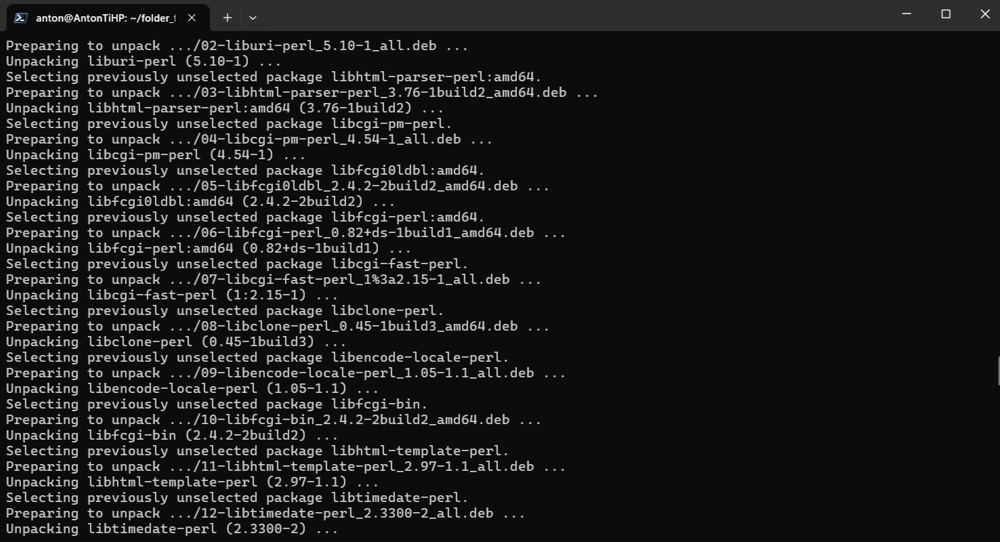 anton@AntonTiHP: ~/folder_
Preparing to unpack .../02-liburi-perl_5.10-1_all.deb ...
Unpacking liburi-perl (5.10-1) ...
Selecting previously unselected package libhtml-parser-perl:amd64.
Preparing to unpack .../03-libhtml-parser-perl_3.76-1build2_amd64.deb ...
Unpacking libhtml-parser-perl:amd64 (3.76-1build2) ...
Selecting previously unselected package libcgi-pm-perl.
Preparing to unpack .../04-libcgi-pm-perl_4.54-1_all.deb ...
Unpacking libcgi-pm-perl (4.54-1) ...
Selecting previously unselected package libfcgi0ldbl:amd64.
Preparing to unpack .../05-libfcgi0ldbl_2.4.2-2build2_amd64.deb ...
Unpacking libfcgi0ldbl:amd64 (2.4.2-2build2) ...
Selecting previously unselected package libfcgi-perl:amd64.
Preparing to unpack .../06-libfcgi-perl_0.82+ds-1build1_amd64.deb ...
Unpacking libfcgi-perl:amd64 (0.82+ds-1build1) ...
Selecting previously unselected package libcgi-fast-perl.
Preparing to unpack .../07-libcgi-fast-perl_1%3a2.15-1_all.deb ...
Unpacking libcgi-fast-perl (1:2.15-1) ...
Selecting previously unselected package libclone-perl.
Preparing to unpack .../08-libclone-perl_0.45-1build3_amd64.deb ...
Unpacking libclone-perl (0.45-1build3) ...
Selecting previously unselected package libencode-locale-perl.
Preparing to unpack .../09-libencode-locale-perl_1.05-1.1_all.deb ...
Unpacking libencode-locale-perl (1.05-1.1) ...
Selecting previously unselected package libfcgi-bin.
Preparing to unpack .../10-libfcgi-bin_2.4.2-2build2_amd64.deb ...
Unpacking libfcgi-bin (2.4.2-2build2) ...
Selecting previously unselected package libhtml-template-perl.
Preparing to unpack .../11-libhtml-template-perl_2.97-1.1_all.deb ...
Unpacking libhtml-template-perl (2.97-1.1) ...
Selecting previously unselected package libtimedate-perl.
Preparing to unpack .../12-libtimedate-perl_2.3300-2_all.deb ...
Unpacking libtimedate-perl (2.3300-2) ...